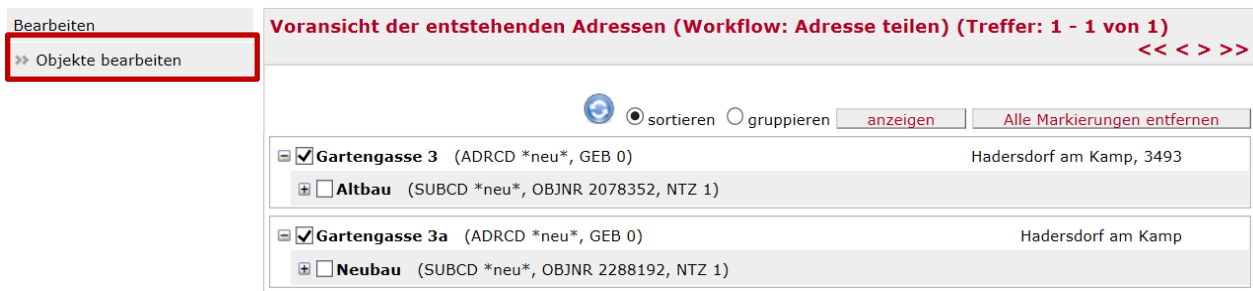 Bearbeiten
>> Objekte bearbeiten
Voransicht der entstehenden Adressen (Workflow: Adresse teilen) (Treffer: 1 - 1 von 1)
<< < > >>
sortieren gruppieren anzeigen Alle Markierungen entfernen
Gartengasse 3 (ADRCD *neu*, GEB 0) Hadersdorf am Kamp, 3493
Altbau (SUBCD *neu*, OBJNR 2078352, NTZ 1)
Gartengasse 3a (ADRCD *neu*, GEB 0) Hadersdorf am Kamp
Neubau (SUBCD *neu*, OBJNR 2288192, NTZ 1)